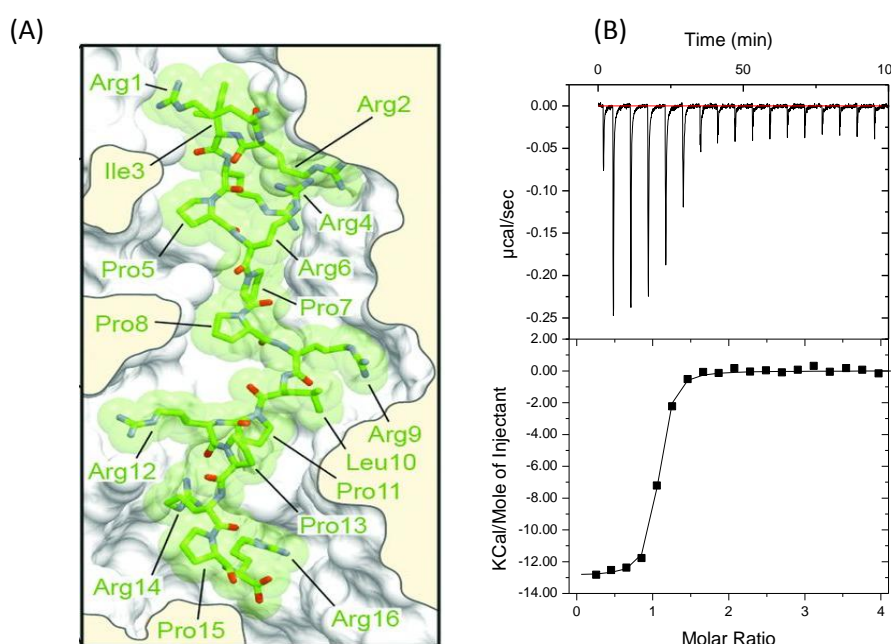 (A)
Arg1
Arg2
Ile3
Arg4
Pro5
Arg6
Pro7
Pro8
Arg9
Leu10
Arg12
Pro11
Pro13
Arg14
Pro15
Arg16
(B)
Time (min)
0 50 100
0.00
-0.05
-0.10
-0.15
-0.20
-0.25
µcal/sec
2.00
0.00
-2.00
-4.00
-6.00
-8.00
-10.00
-12.00
-14.00
KCal/Mole of Injectant
0 1 2 3 4
Molar Ratio